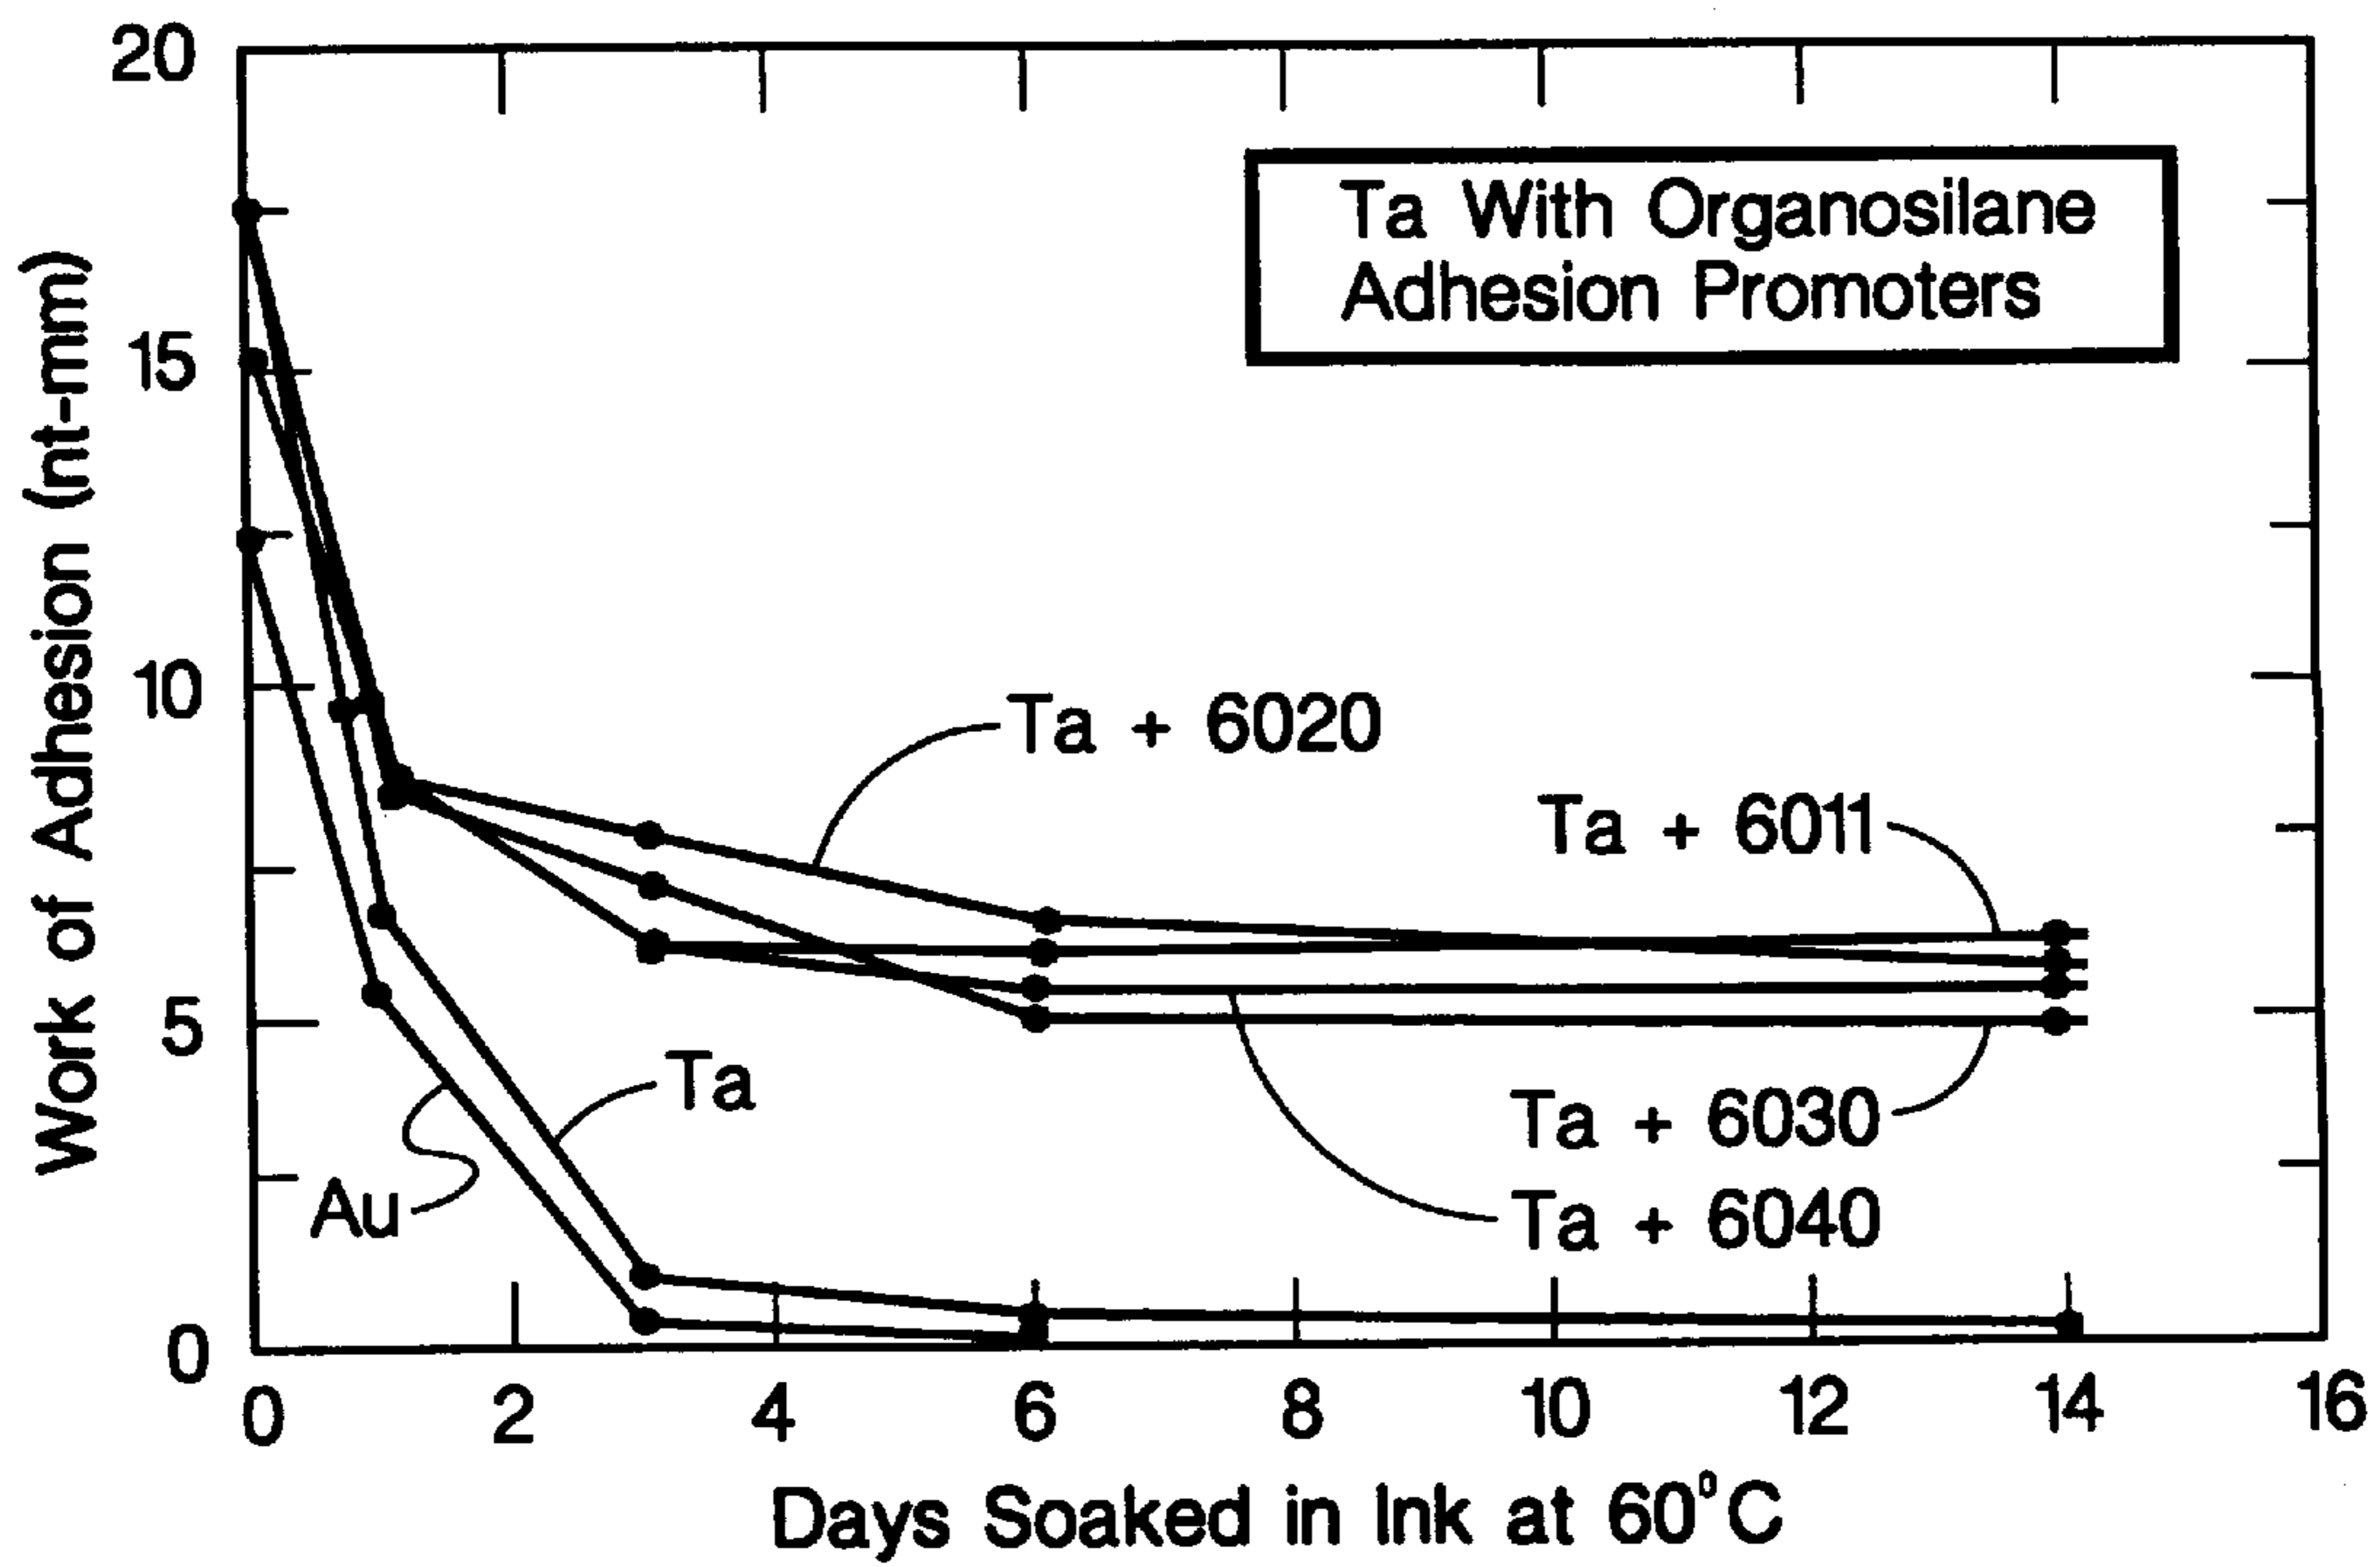 20
Ta With Organosilane
Adhesion Promoters
15
Work of Adhesion (nt-mm)
10
Ta + 6020
Ta + 6011
5
Ta
Ta + 6030
Au
Ta + 6040
0
0 2 4 6 8 10 12 14 16
Days Soaked in Ink at 60°C